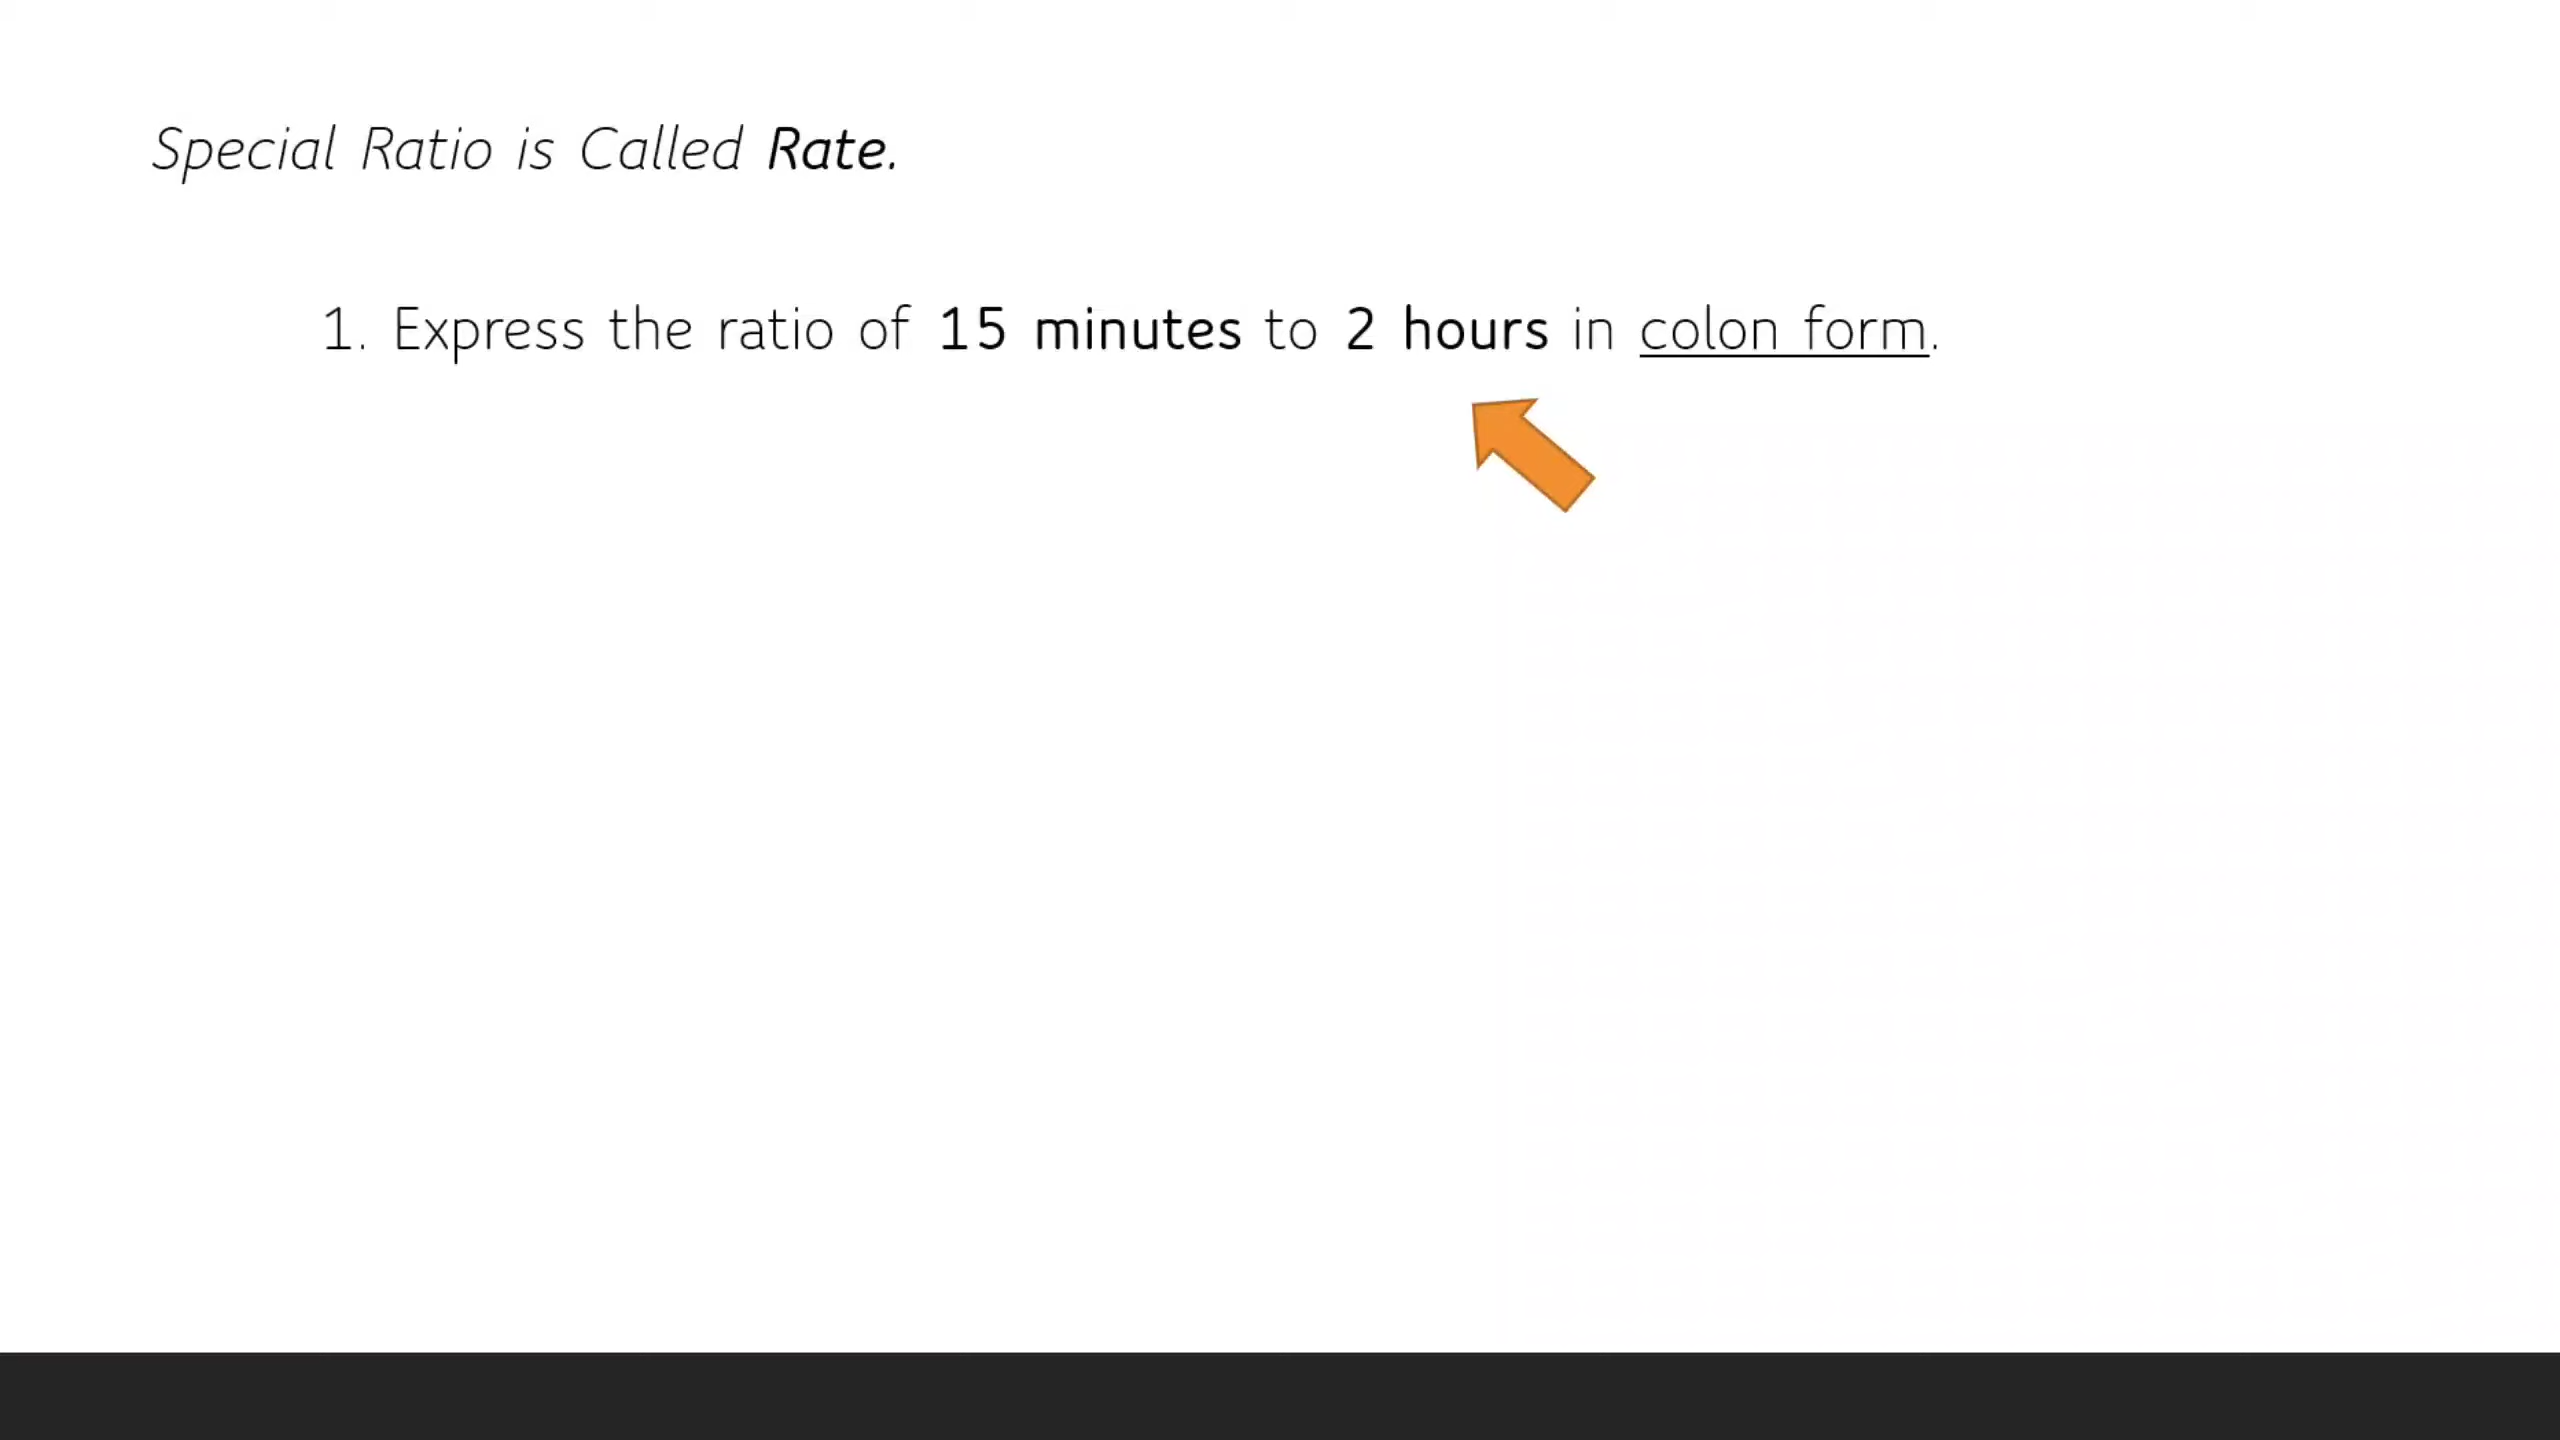 Special Ratio is Called Rate.
1. Express the ratio of 15 minutes to 2 hours in colon form.